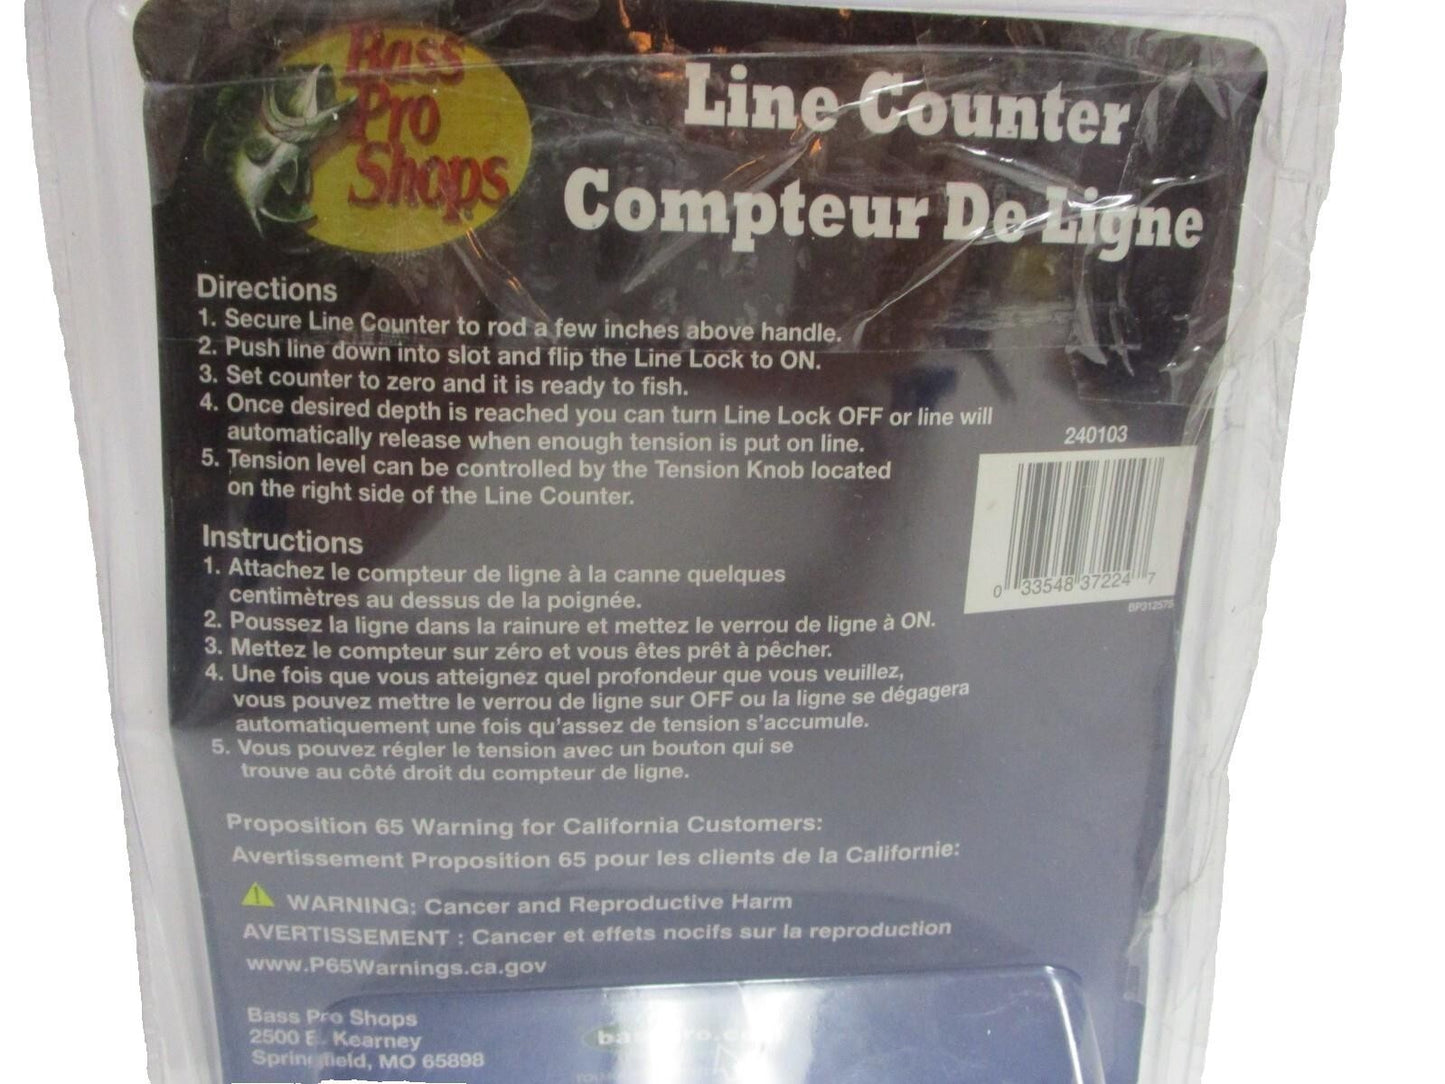 Bass
Pro
Shops
Line Counter
Compteur De Ligne
Directions
1. Secure Line Counter to rod a few inches above handle.
2. Push line down into slot and flip the Line Lock to ON.
3. Set counter to zero and it is ready to fish.
4. Once desired depth is reached you can turn Line Lock OFF or line will
automatically release when enough tension is put on line.
5. Tension level can be controlled by the Tension Knob located
on the right side of the Line Counter.
240103
0 33548 37224 7
BP312575
Instructions
1. Attachez le compteur de ligne à la canne quelques
centimètres au dessus de la poignée.
2. Poussez la ligne dans la rainure et mettez le verrou de ligne à ON.
3. Mettez le compteur sur zéro et vous êtes prêt à pêcher.
4. Une fois que vous atteignez quel profondeur que vous veuillez,
vous pouvez mettre le verrou de ligne sur OFF ou la ligne se dégagera
automatiquement une fois qu'assez de tension s'accumule.
5. Vous pouvez régler le tension avec un bouton qui se
trouve au côté droit du compteur de ligne.
Proposition 65 Warning for California Customers:
Avertissement Proposition 65 pour les clients de la Californie:
WARNING: Cancer and Reproductive Harm
AVERTISSEMENT : Cancer et effets nocifs sur la reproduction
www.P65Warnings.ca.gov
Bass Pro Shops
2500 E. Kearney
Springfield, MO 65898